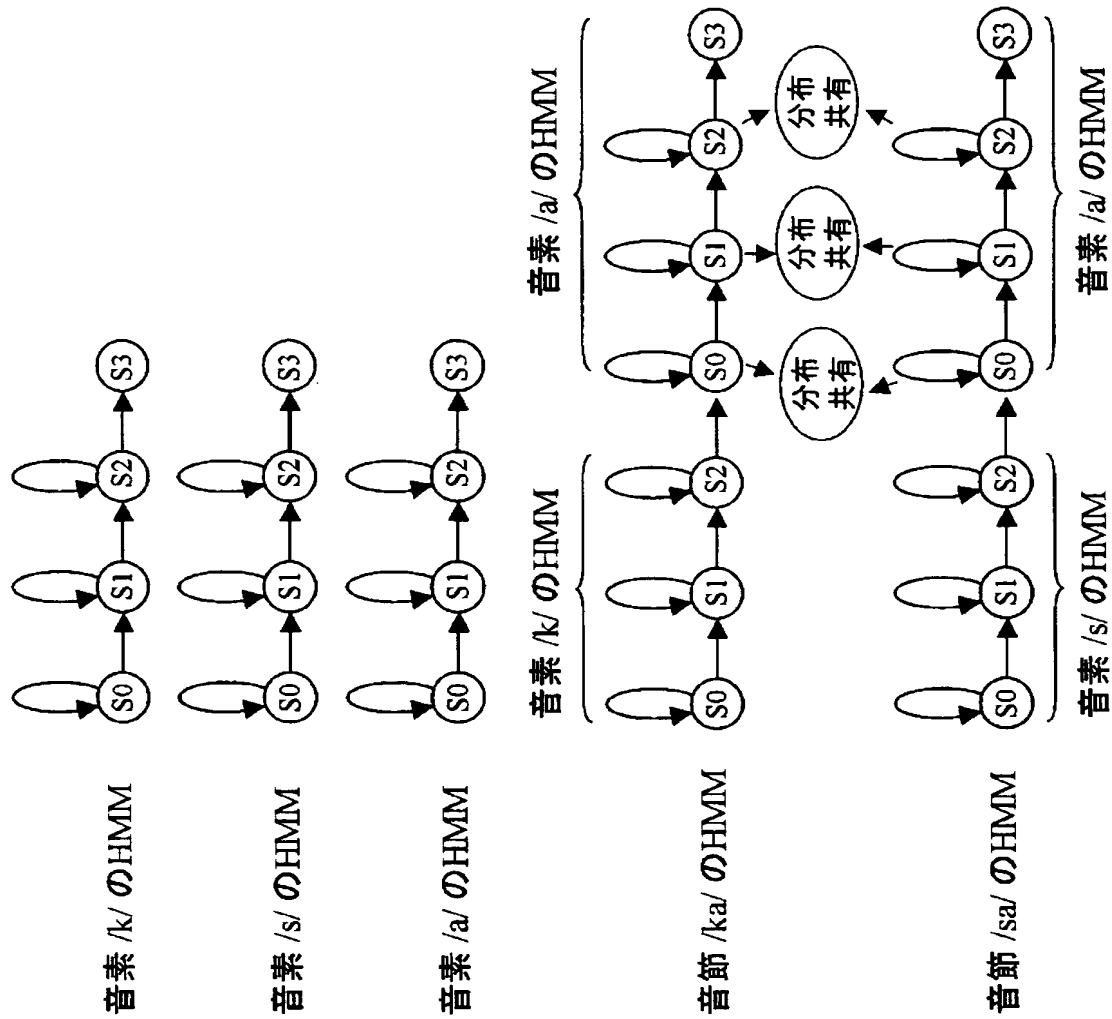 音素 /k/ のHMM
S0 S1 S2 S3
音素 /s/ のHMM
S0 S1 S2 S3
音素 /a/ のHMM
S0 S1 S2 S3
音素 /k/ のHMM
音素 /a/ のHMM
音節 /ka/ のHMM
S0 S1 S2 S0 S1 S2 S3
分布
共有
分布
共有
分布
共有
音節 /sa/ のHMM
S0 S1 S2 S0 S1 S2 S3
音素 /s/ のHMM
音素 /a/ のHMM